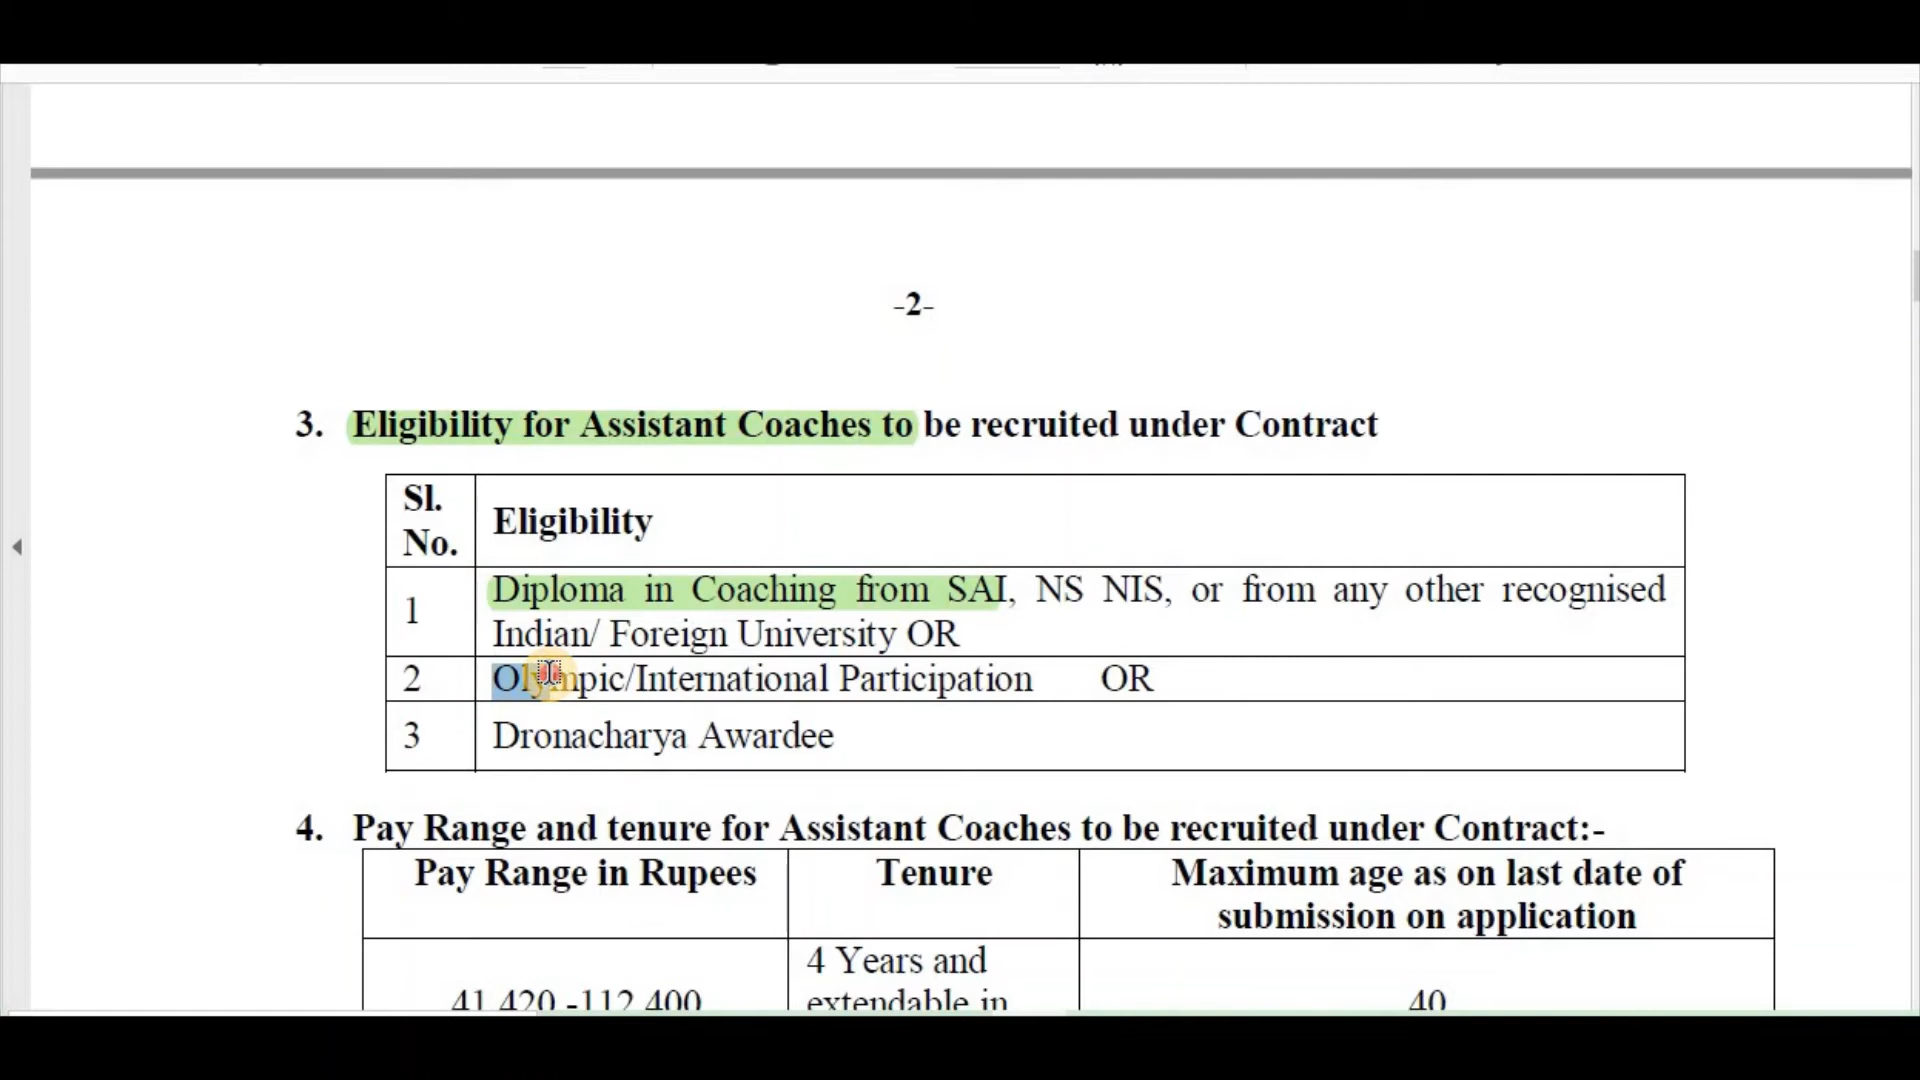 -2-
3. Eligibility for Assistant Coaches to be recruited under Contract
Sl.
No.
Eligibility
1
Diploma in Coaching from SAI, NS NIS, or from any other recognised
Indian/ Foreign University OR
2
Olympic/International Participation OR
3
Dronacharya Awardee
4. Pay Range and tenure for Assistant Coaches to be recruited under Contract:-
Pay Range in Rupees
Tenure
Maximum age as on last date of
submission on application
41,420 -112,400
4 Years and
extendable in
40